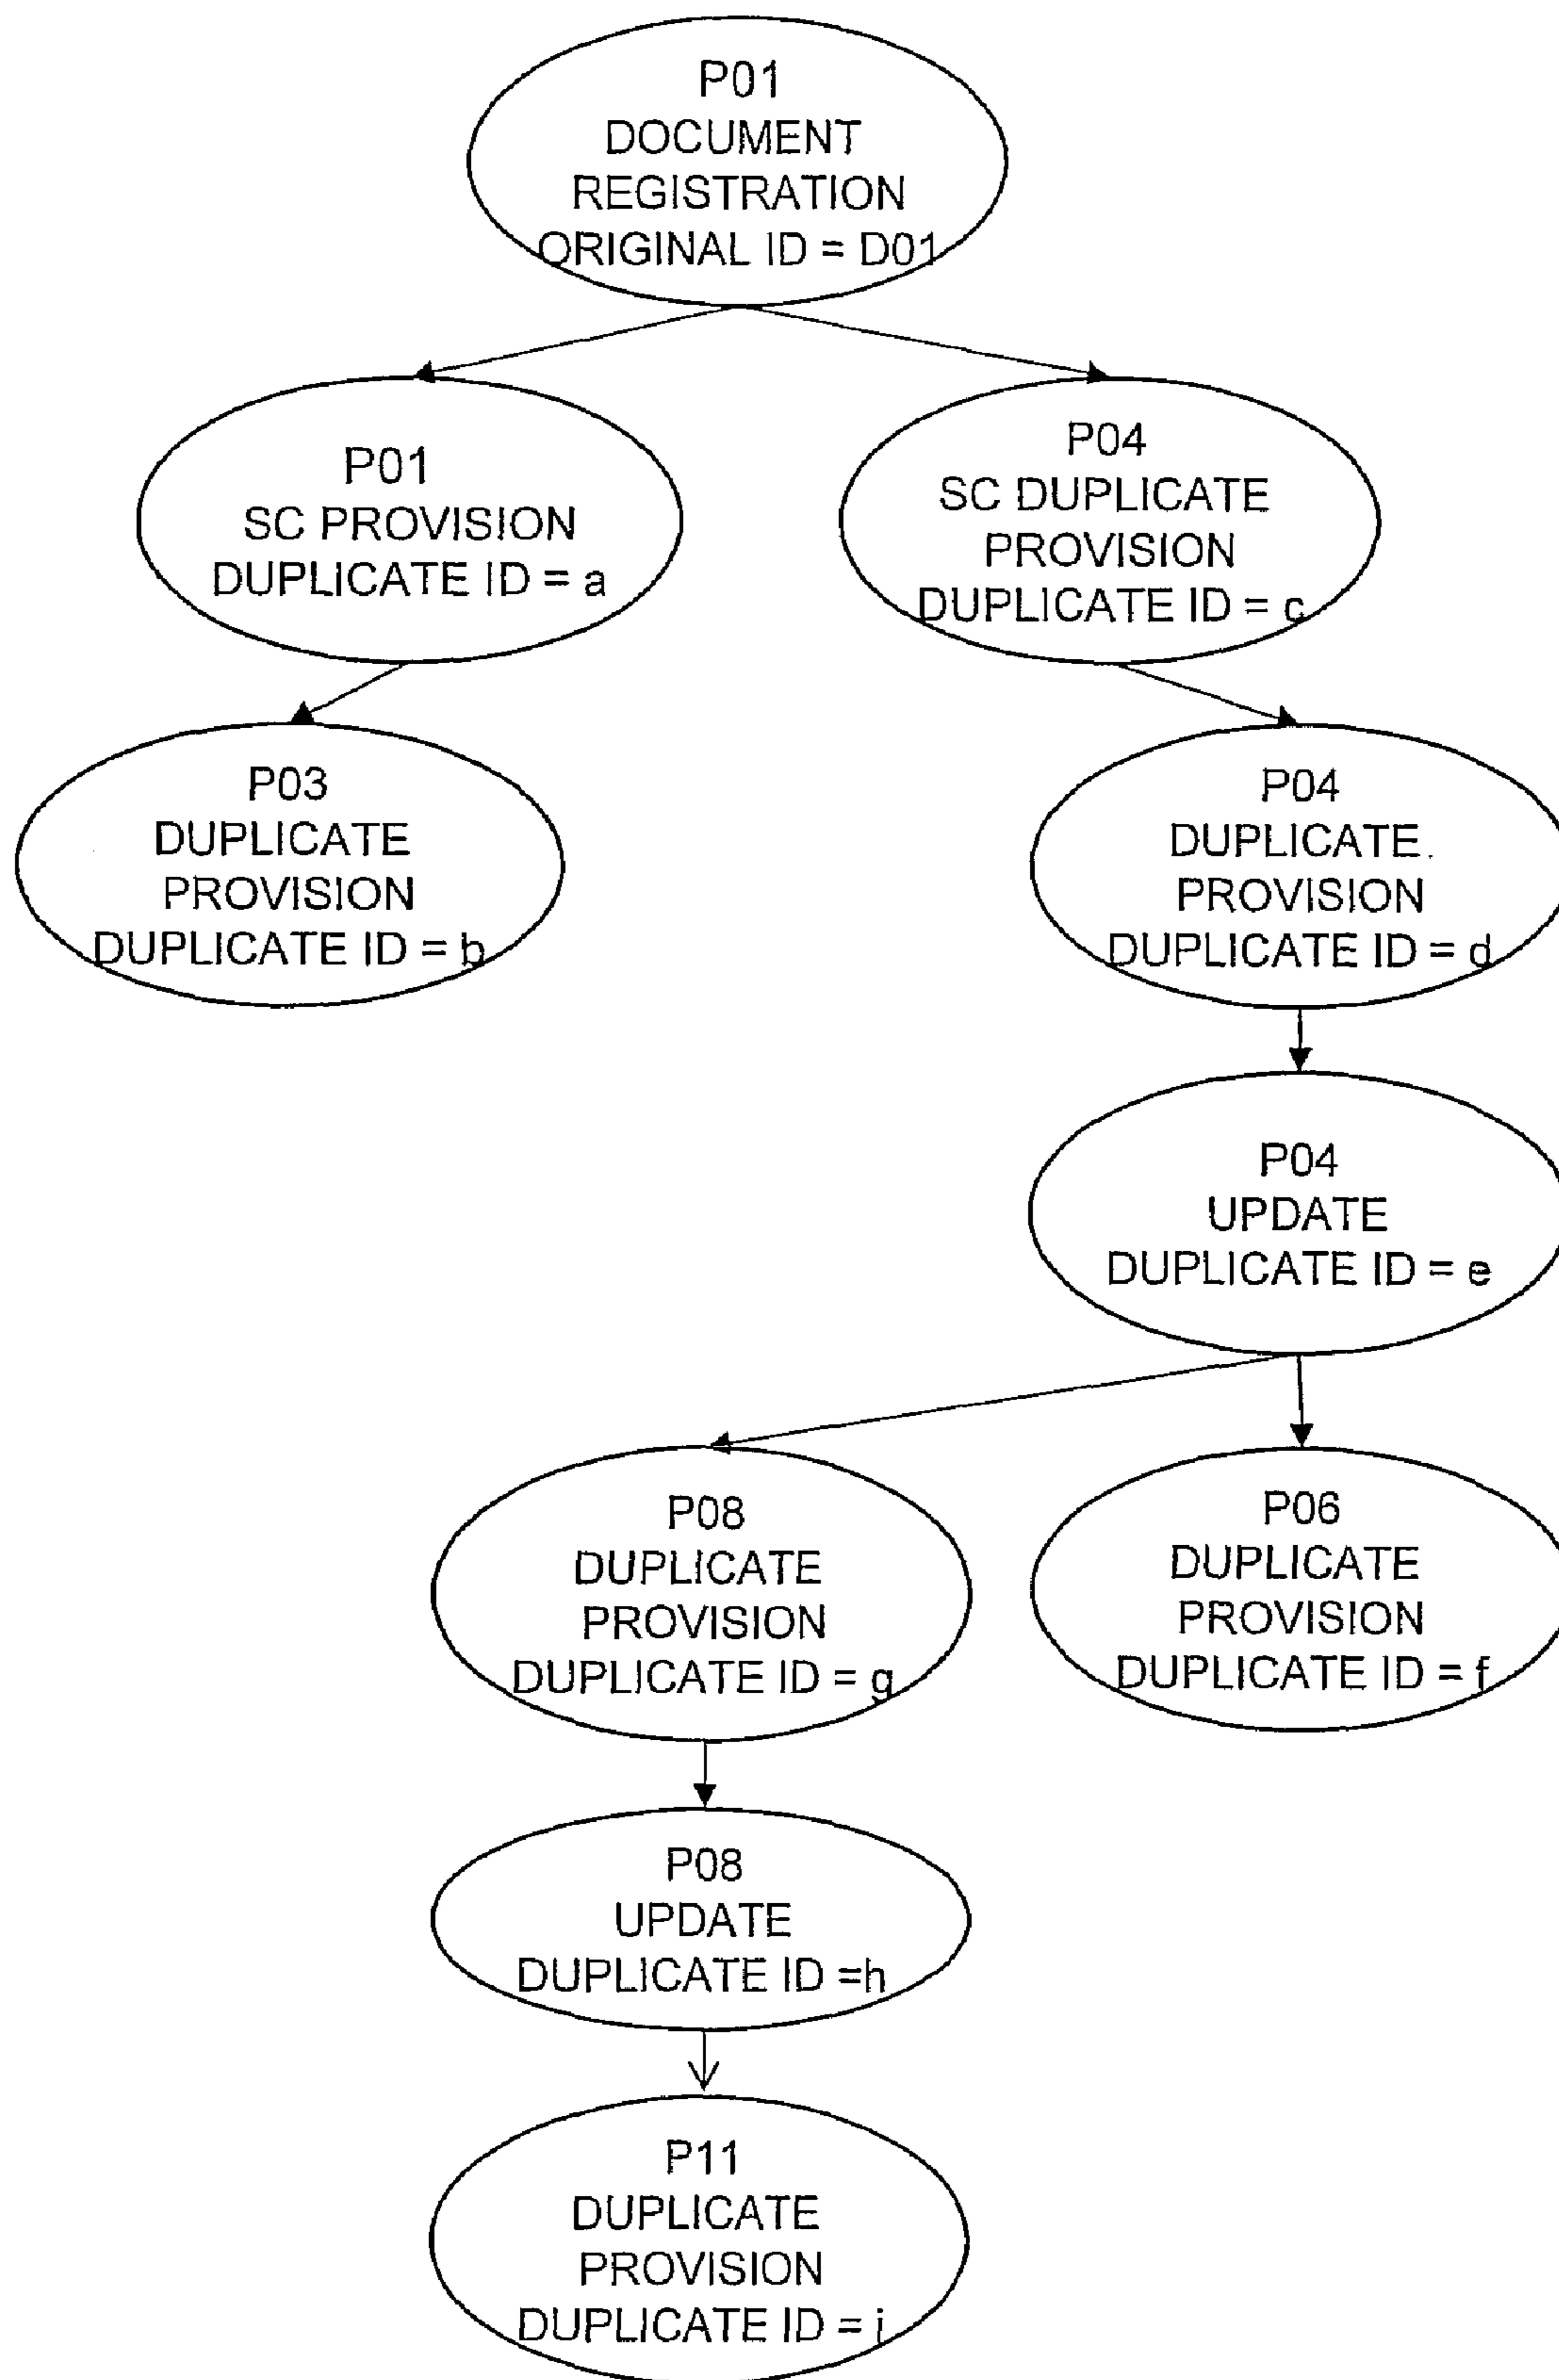 P01
DOCUMENT
REGISTRATION
ORIGINAL ID = D01
P01
SC PROVISION
DUPLICATE ID = a
P04
SC DUPLICATE
PROVISION
DUPLICATE ID = c
P03
DUPLICATE
PROVISION
DUPLICATE ID = b
P04
DUPLICATE
PROVISION
DUPLICATE ID = d
P04
UPDATE
DUPLICATE ID = e
P08
DUPLICATE
PROVISION
DUPLICATE ID = g
P06
DUPLICATE
PROVISION
DUPLICATE ID = f
P08
UPDATE
DUPLICATE ID =h
P11
DUPLICATE
PROVISION
DUPLICATE ID = i